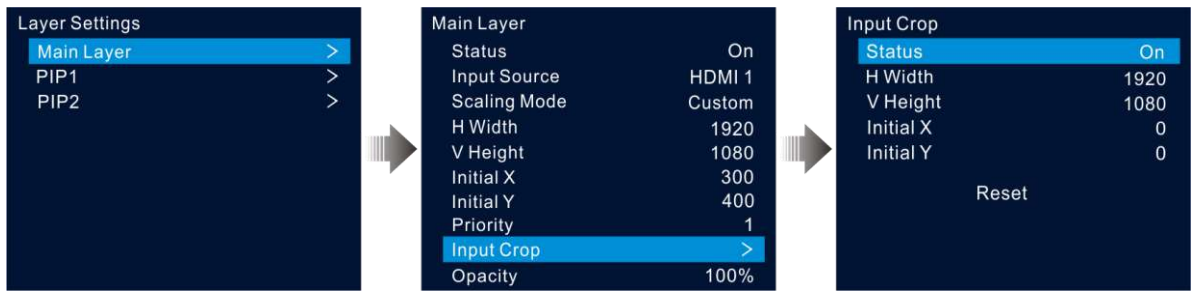 Layer Settings
Main Layer >
PIP1 >
PIP2 >
Main Layer
Status On
Input Source HDMI 1
Scaling Mode Custom
H Width 1920
V Height 1080
Initial X 300
Initial Y 400
Priority 1
Input Crop >
Opacity 100%
Input Crop
Status On
H Width 1920
V Height 1080
Initial X 0
Initial Y 0
Reset